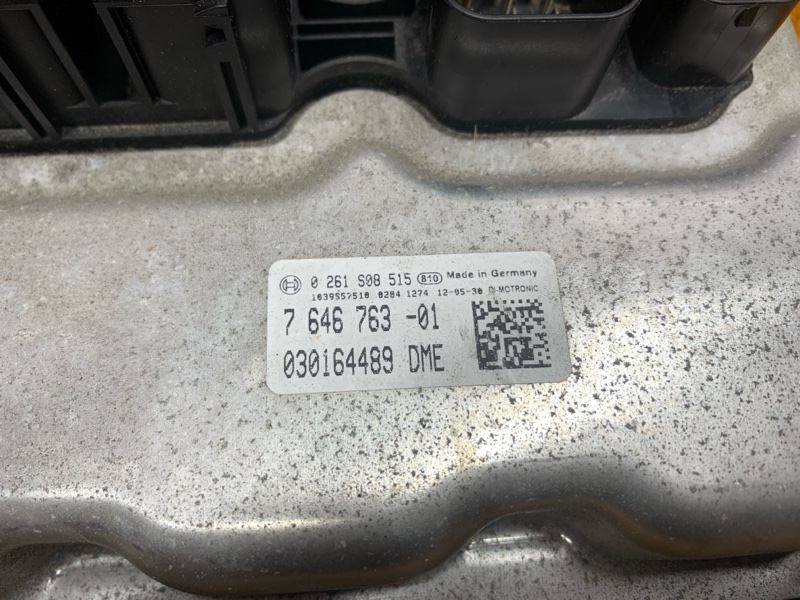 0 261 S08 515 810 Made in Germany
1039S57518 8284 1274 12-05-30 DI-MOTRONIC
7 646 763 -01
030164489 DME